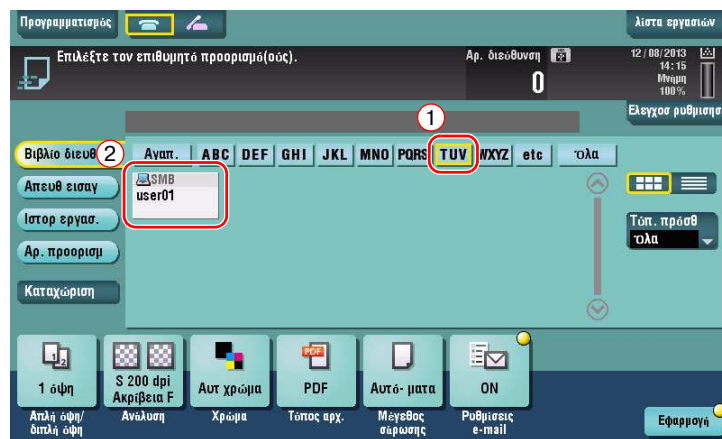 Προγραμματισμός
λίστα εργασιών
Επιλέξτε τον επιθυμητό προορισμό(ούς).
Αρ. διεύθυνση
0
12/08/2013
14:15
Μνήμη
100%
Ελεγχοσ ρυθμισησ
1
Βιβλίο διευθ
2
Αγαπ.
ABC
DEF
GHI
JKL
MNO
PQRS
TUV
WXYZ
etc
όλα
SMB
user01
Απευθ εισαγ
Ιστορ εργασ.
Αρ. προορισμ
Καταχώριση
Τύπ. πρόσθ
όλα
1 όψη
S 200 dpi
Ακρίβεια F
Αυτ χρώμα
PDF
PDF
Αυτό- ματα
ON
Απλή όψη/
διπλή όψη
Ανάλυση
Χρώμα
Τύπος αρχ.
Μέγεθος
σάρωσης
Ρυθμίσεις
e-mail
Εφαρμογή